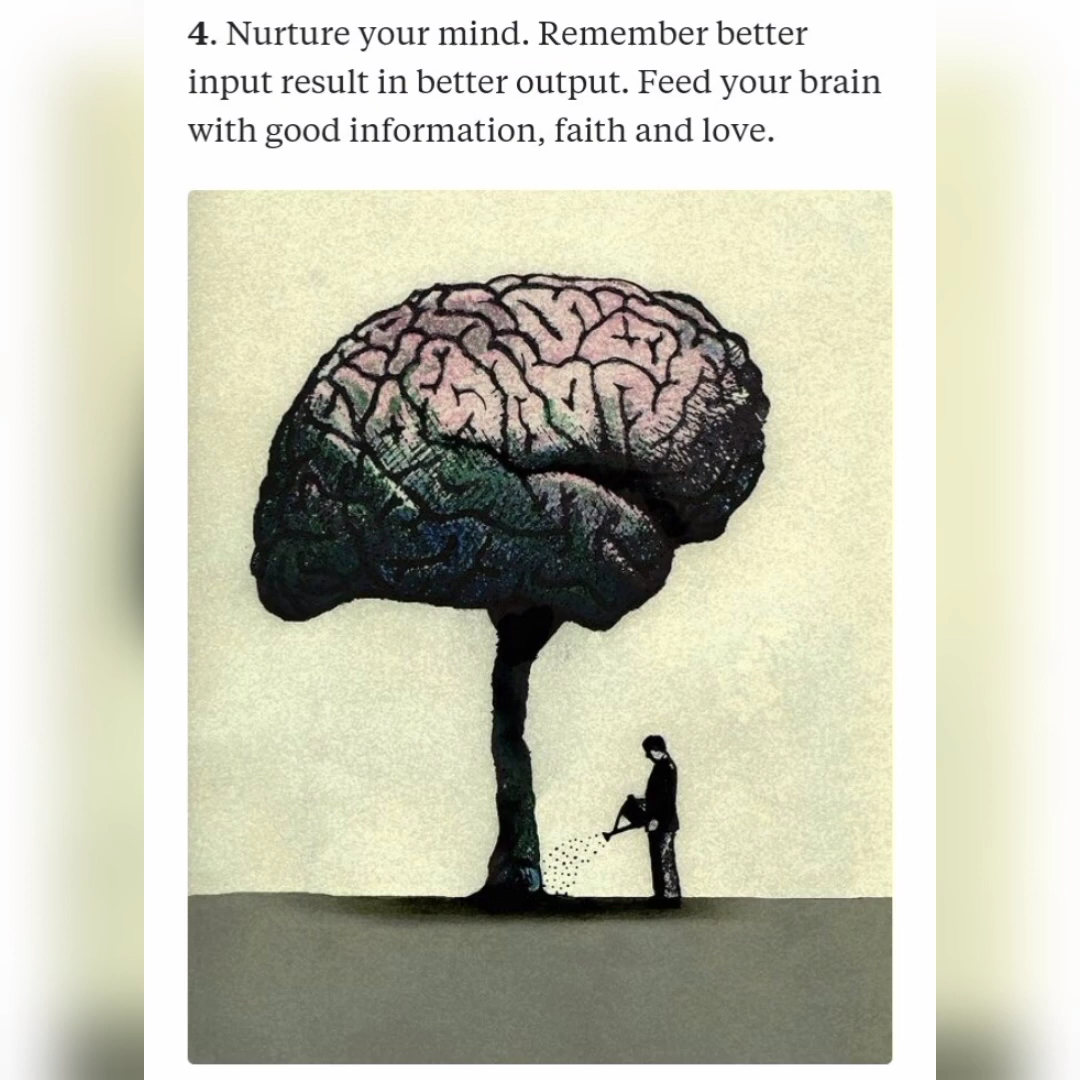 4. Nurture your mind. Remember better
input result in better output. Feed your brain
with good information, faith and love.